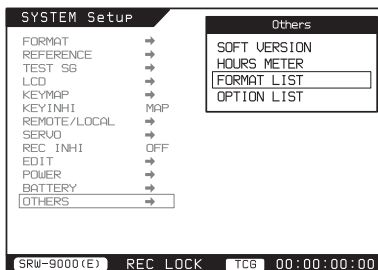 SYSTEM Setup
FORMAT ➡
REFERENCE ➡
TEST SG ➡
LCD ➡
KEYMAP ➡
KEYINHI MAP
REMOTE/LOCAL ➡
SERVO ➡
REC INHI OFF
EDIT ➡
POWER ➡
BATTERY ➡
OTHERS ➡
Others
SOFT VERSION
HOURS METER
FORMAT LIST
OPTION LIST
SRW-9000(E) REC LOCK TCG 00:00:00:00